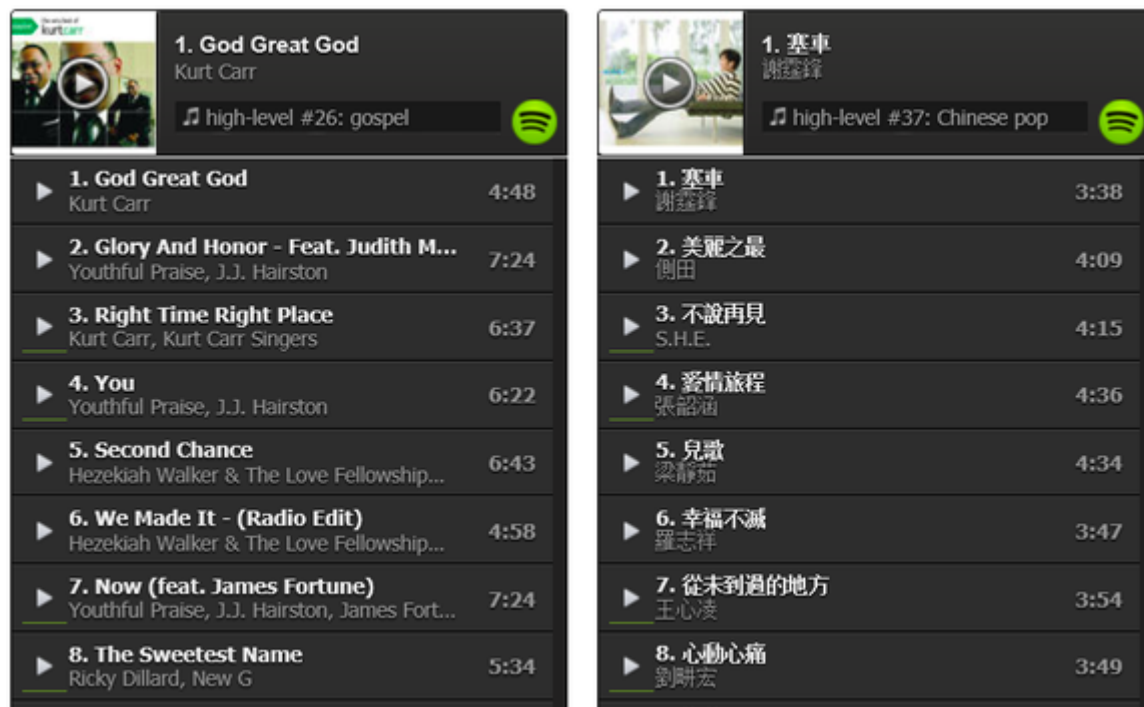 the very best of
kurtcarr
1. God Great God
Kurt Carr
high-level #26: gospel
1. God Great God
4:48
Kurt Carr
2. Glory And Honor - Feat. Judith M...
7:24
Youthful Praise, J.J. Hairston
3. Right Time Right Place
6:37
Kurt Carr, Kurt Carr Singers
4. You
6:22
Youthful Praise, J.J. Hairston
5. Second Chance
6:43
Hezekiah Walker & The Love Fellowship...
6. We Made It - (Radio Edit)
4:58
Hezekiah Walker & The Love Fellowship...
7. Now (feat. James Fortune)
7:24
Youthful Praise, J.J. Hairston, James Fort...
8. The Sweetest Name
5:34
Ricky Dillard, New G
1. 塞車
謝霆鋒
high-level #37: Chinese pop
1. 塞車
3:38
謝霆鋒
2. 美麗之最
4:09
側田
3. 不說再見
4:15
S.H.E.
4. 愛情旅程
4:36
張韶涵
5. 兒歌
4:34
梁靜茹
6. 幸福不滅
3:47
羅志祥
7. 從未到過的地方
3:54
王心凌
8. 心動心痛
3:49
劉畊宏